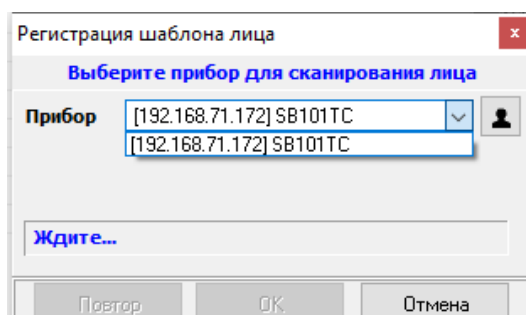 Регистрация шаблона лица
x
Выберите прибор для сканирования лица
Прибор [192.168.71.172] SB101TC
[192.168.71.172] SB101TC
Ждите...
Повтор OK Отмена